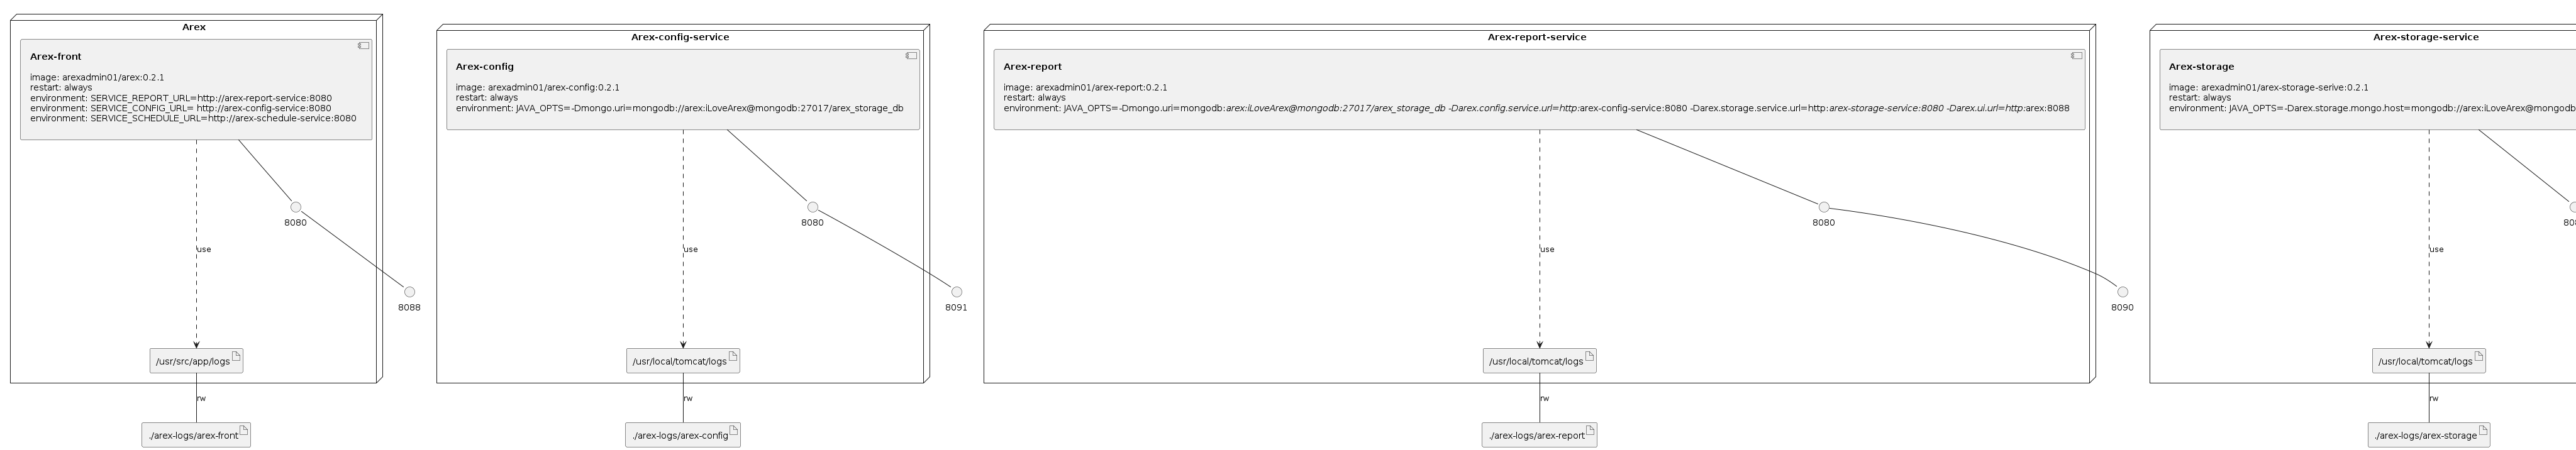 Arex
Arex-front
image: arexadmin01/arex:0.2.1
restart: always
environment: SERVICE_REPORT_URL=http://arex-report-service:8080
environment: SERVICE_CONFIG_URL= http://arex-config-service:8080
environment: SERVICE_SCHEDULE_URL=http://arex-schedule-service:8080
8080
use
8088
/usr/src/app/logs
rw
./arex-logs/arex-front
Arex-config-service
Arex-config
image: arexadmin01/arex-config:0.2.1
restart: always
environment: JAVA_OPTS=-Dmongo.uri=mongodb://arex:iLoveArex@mongodb:27017/arex_storage_db
8080
use
8091
/usr/local/tomcat/logs
rw
./arex-logs/arex-config
Arex-report-service
Arex-report
image: arexadmin01/arex-report:0.2.1
restart: always
environment: JAVA_OPTS=-Dmongo.uri=mongodb:arex:iLoveArex@mongodb:27017/arex_storage_db -Darex.config.service.url=http:arex-config-service:8080 -Darex.storage.service.url=http:arex-storage-service:8080 -Darex.ui.url=http:arex:8088
8080
use
8090
/usr/local/tomcat/logs
rw
./arex-logs/arex-report
Arex-storage-service
Arex-storage
image: arexadmin01/arex-storage-serive:0.2.1
restart: always
environment: JAVA_OPTS=-Darex.storage.mongo.host=mongodb://arex:iLoveArex@mongodb
use
/usr/local/tomcat/logs
rw
./arex-logs/arex-storage